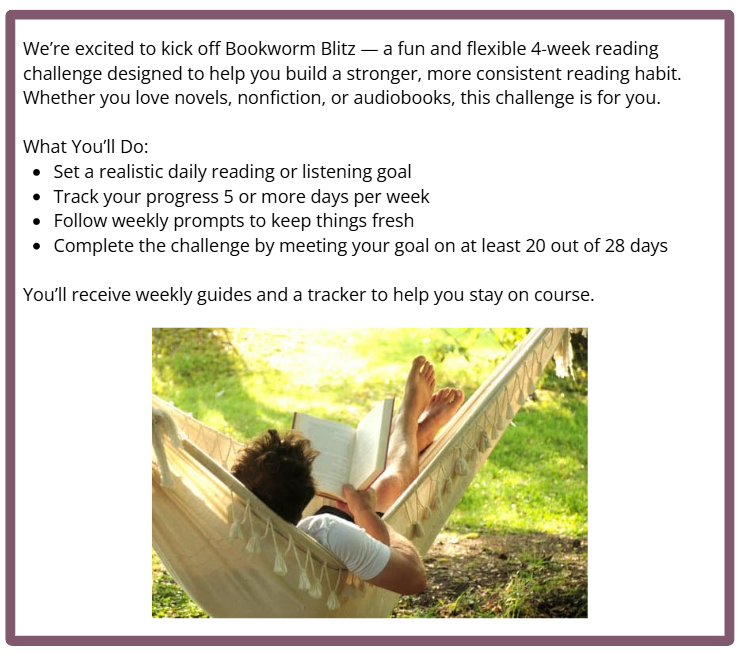 We’re excited to kick off Bookworm Blitz — a fun and flexible 4-week reading
challenge designed to help you build a stronger, more consistent reading habit.
Whether you love novels, nonfiction, or audiobooks, this challenge is for you.
What You’ll Do:
• Set a realistic daily reading or listening goal
• Track your progress 5 or more days per week
• Follow weekly prompts to keep things fresh
• Complete the challenge by meeting your goal on at least 20 out of 28 days
You’ll receive weekly guides and a tracker to help you stay on course.